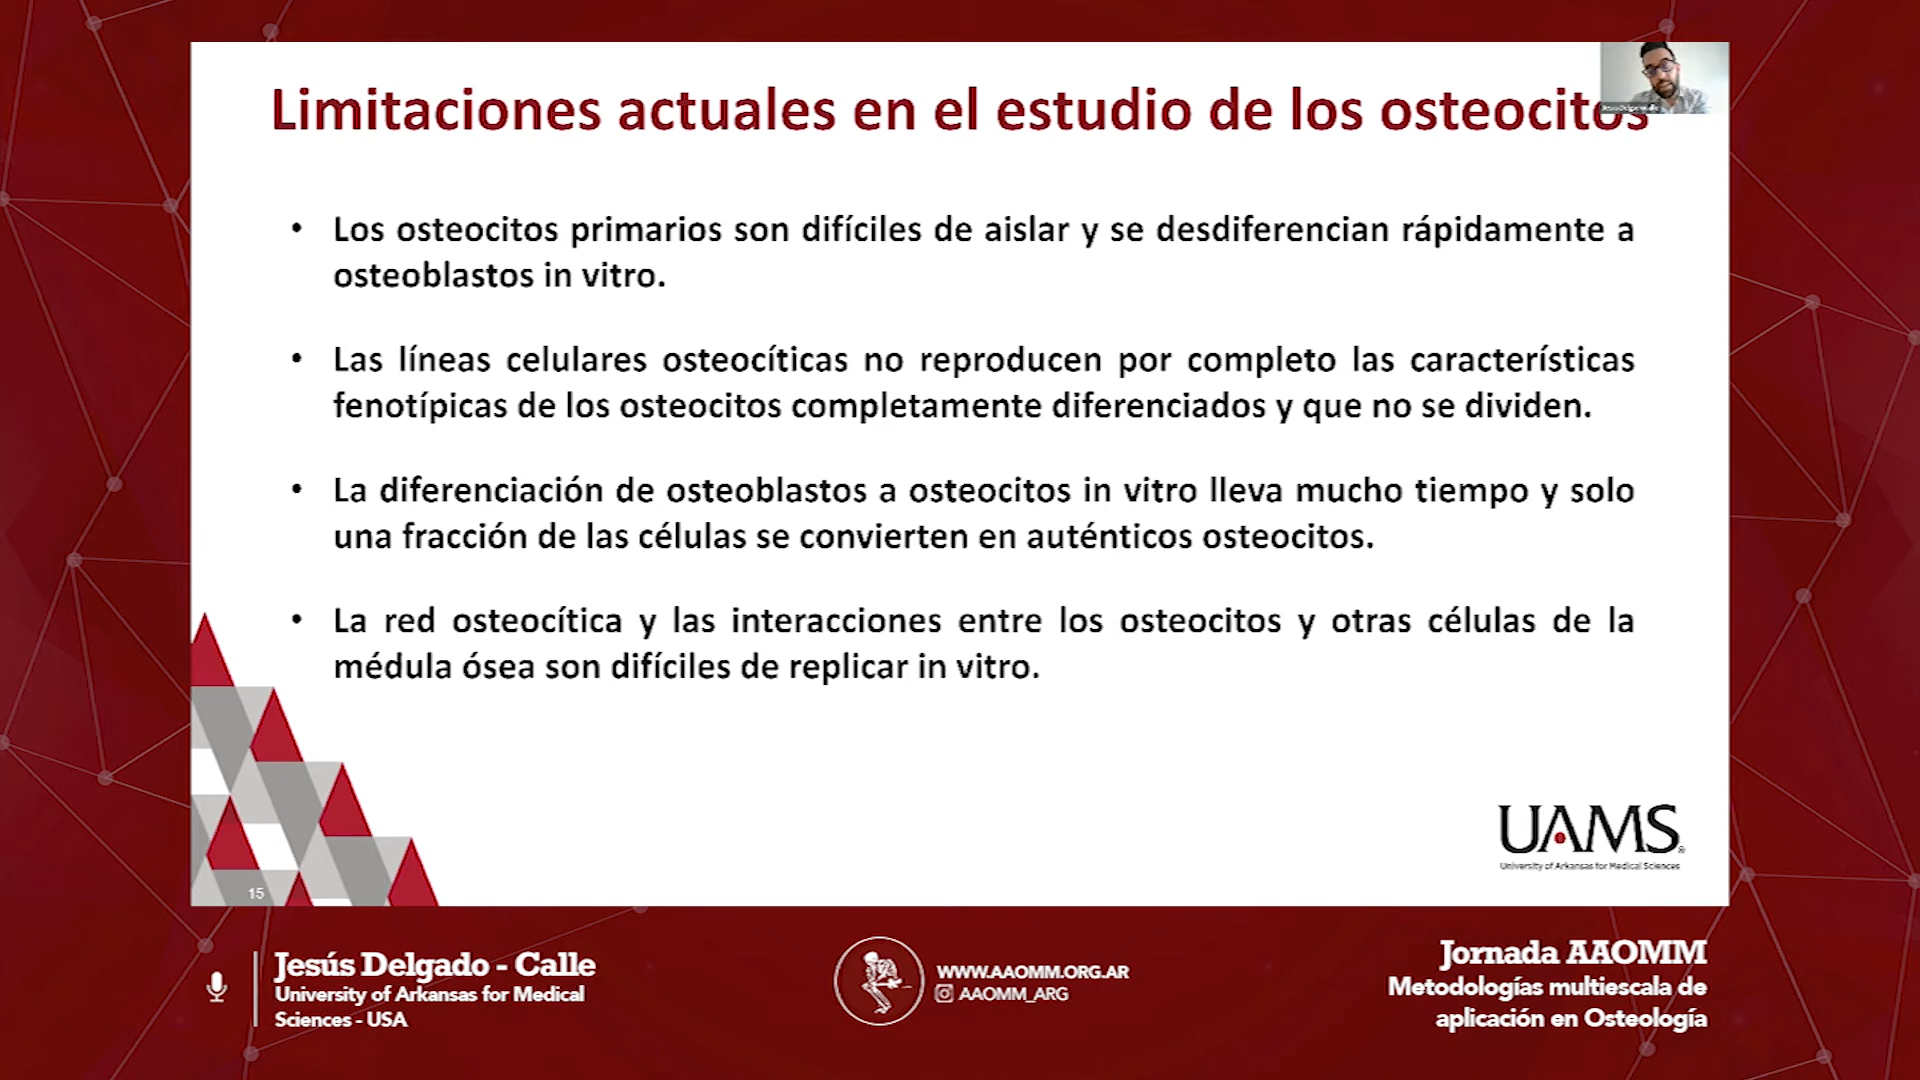 Limitaciones actuales en el estudio de los osteocitos
• Los osteocitos primarios son difíciles de aislar y se desdiferencian rápidamente a
osteoblastos in vitro.
• Las líneas celulares osteocíticas no reproducen por completo las características
fenotípicas de los osteocitos completamente diferenciados y que no se dividen.
• La diferenciación de osteoblastos a osteocitos in vitro lleva mucho tiempo y solo
una fracción de las células se convierten en auténticos osteocitos.
• La red osteocítica y las interacciones entre los osteocitos y otras células de la
médula ósea son difíciles de replicar in vitro.
UAMS®
University of Arkansas for Medical Sciences
15
Jesús Delgado - Calle
University of Arkansas for Medical
Sciences - USA
WWW.AAOMM.ORG.AR
AAOMM_ARG
Jornada AAOMM
Metodologías multiescala de
aplicación en Osteología